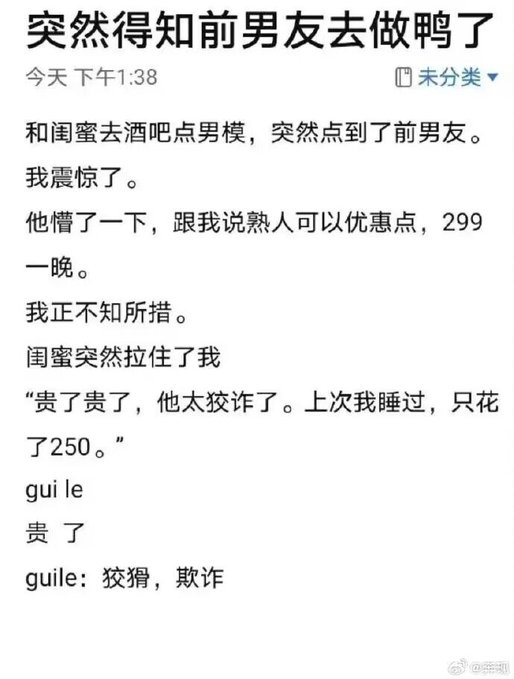 突然得知前男友去做鸭了
今天 下午1:38 未分类
和闺蜜去酒吧点男模，突然点到了前男友。
我震惊了。
他懵了一下，跟我说熟人可以优惠点，299
一晚。
我正不知所措。
闺蜜突然拉住了我
“贵了贵了，他太狡诈了。上次我睡过，只花
了250。”
gui le
贵 了
guile：狡猾，欺诈